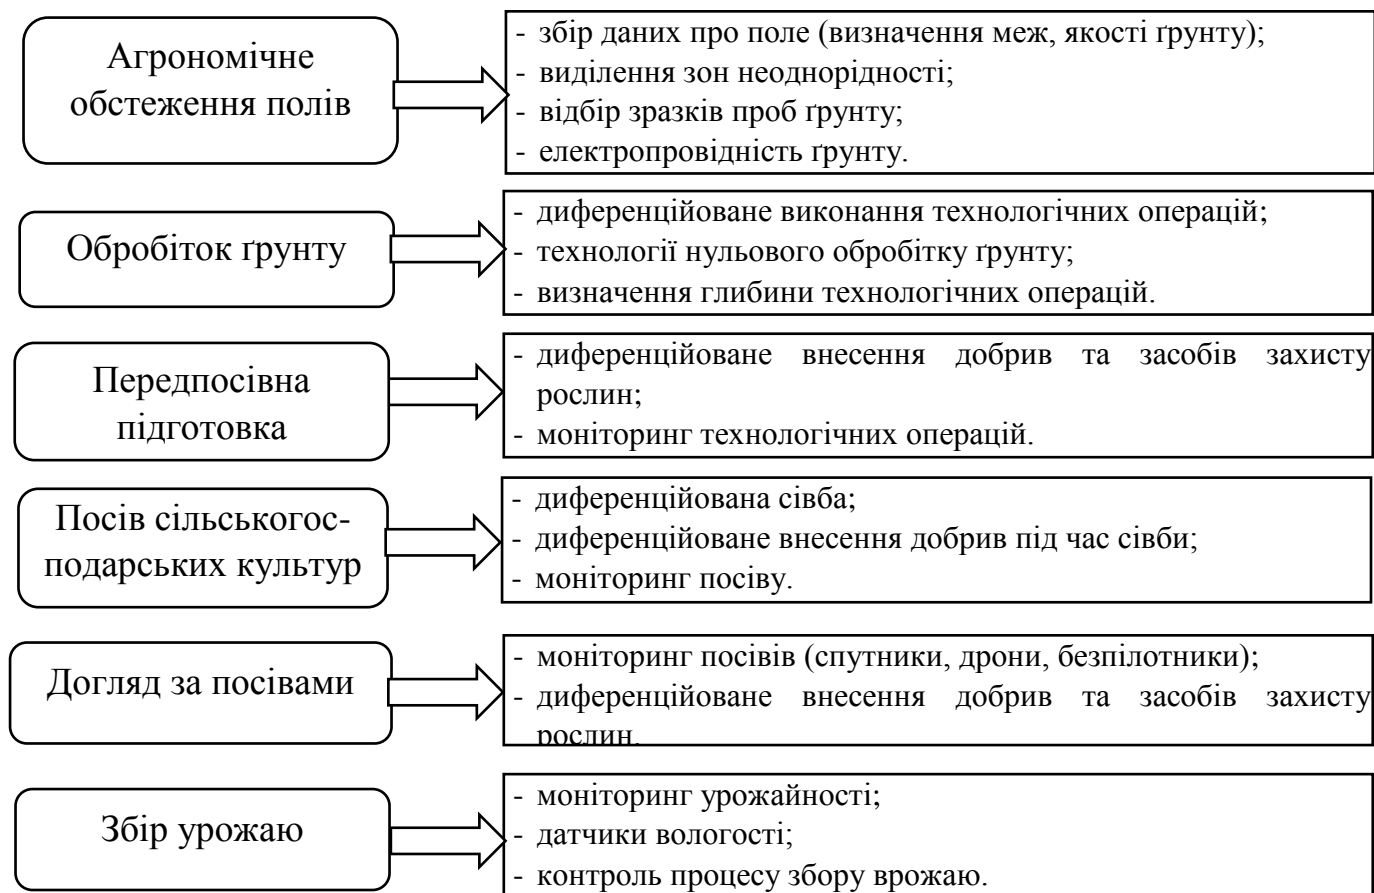 Агрономічне
обстеження полів
- збір даних про поле (визначення меж, якості ґрунту);
- виділення зон неоднорідності;
- відбір зразків проб ґрунту;
- електропровідність ґрунту.
Обробіток ґрунту
- диференційоване виконання технологічних операцій;
- технології нульового обробітку ґрунту;
- визначення глибини технологічних операцій.
Передпосівна
підготовка
- диференційоване внесення добрив та засобів захисту
рослин;
- моніторинг технологічних операцій.
Посів сільськогос-
подарських культур
- диференційована сівба;
- диференційоване внесення добрив під час сівби;
- моніторинг посіву.
Догляд за посівами
- моніторинг посівів (спутники, дрони, безпілотники);
- диференційоване внесення добрив та засобів захисту
рослин.
Збір урожаю
- моніторинг урожайності;
- датчики вологості;
- контроль процесу збору врожаю.